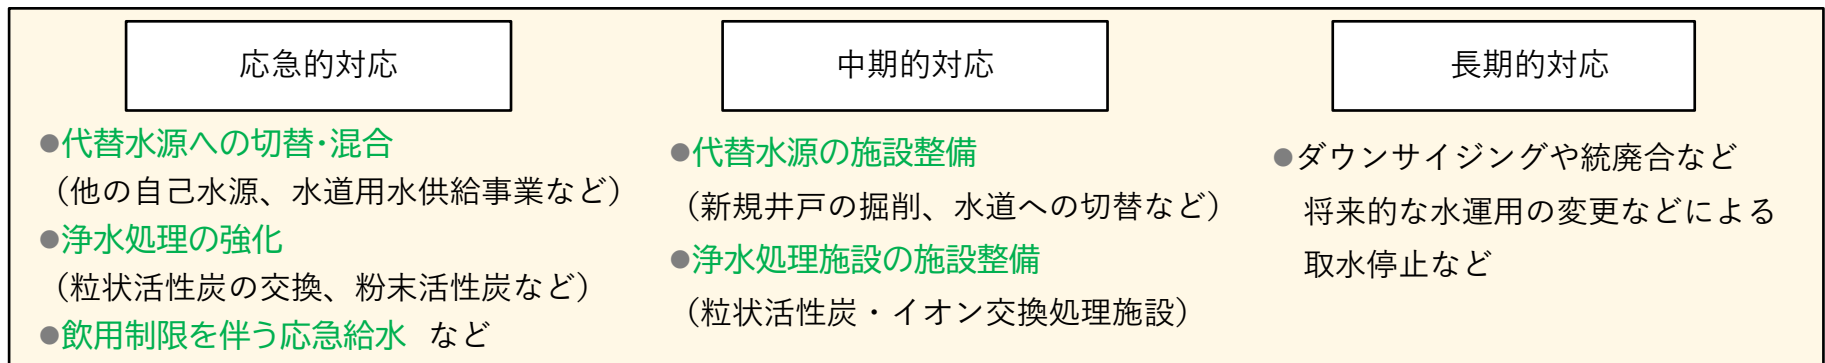 応急的対応
●代替水源への切替・混合
（他の自己水源、水道用水供給事業など）
●浄水処理の強化
（粒状活性炭の交換、粉末活性炭など）
●飲用制限を伴う応急給水 など
中期的対応
●代替水源の施設整備
（新規井戸の掘削、水道への切替など）
●浄水処理施設の施設整備
（粒状活性炭・イオン交換処理施設）
長期的対応
●ダウンサイジングや統廃合など
将来的な水運用の変更などによる
取水停止など